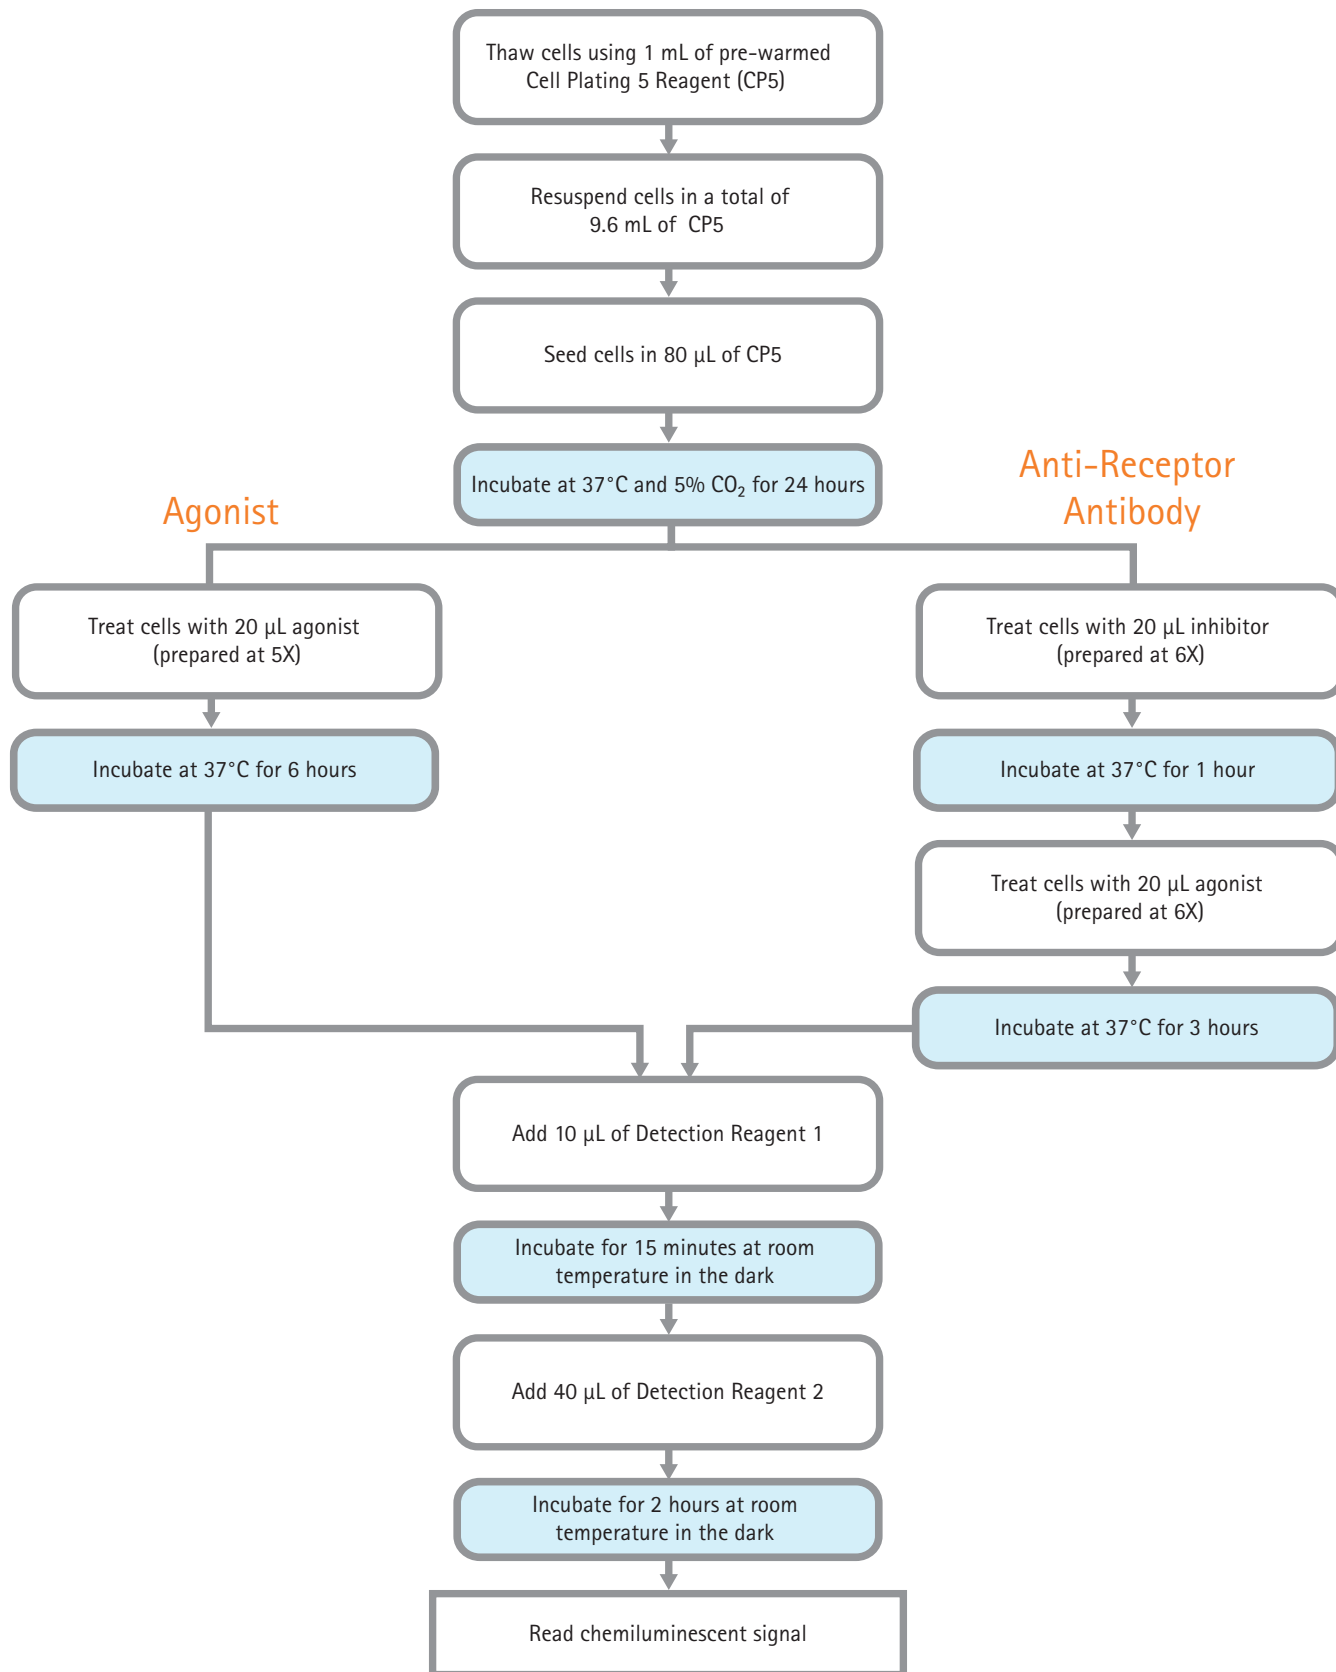 Thaw cells using 1 mL of pre-warmed
Cell Plating 5 Reagent (CP5)
Resuspend cells in a total of
9.6 mL of  CP5
Seed cells in 80 µL of CP5
Incubate at 37°C and 5% CO₂ for 24 hours
Agonist
Treat cells with 20 µL agonist
(prepared at 5X)
Incubate at 37°C for 6 hours
Anti-Receptor
Antibody
Treat cells with 20 µL inhibitor
(prepared at 6X)
Incubate at 37°C for 1 hour
Treat cells with 20 µL agonist
(prepared at 6X)
Incubate at 37°C for 3 hours
Add 10 µL of Detection Reagent 1
Incubate for 15 minutes at room
temperature in the dark
Add 40 µL of Detection Reagent 2
Incubate for 2 hours at room
temperature in the dark
Read chemiluminescent signal